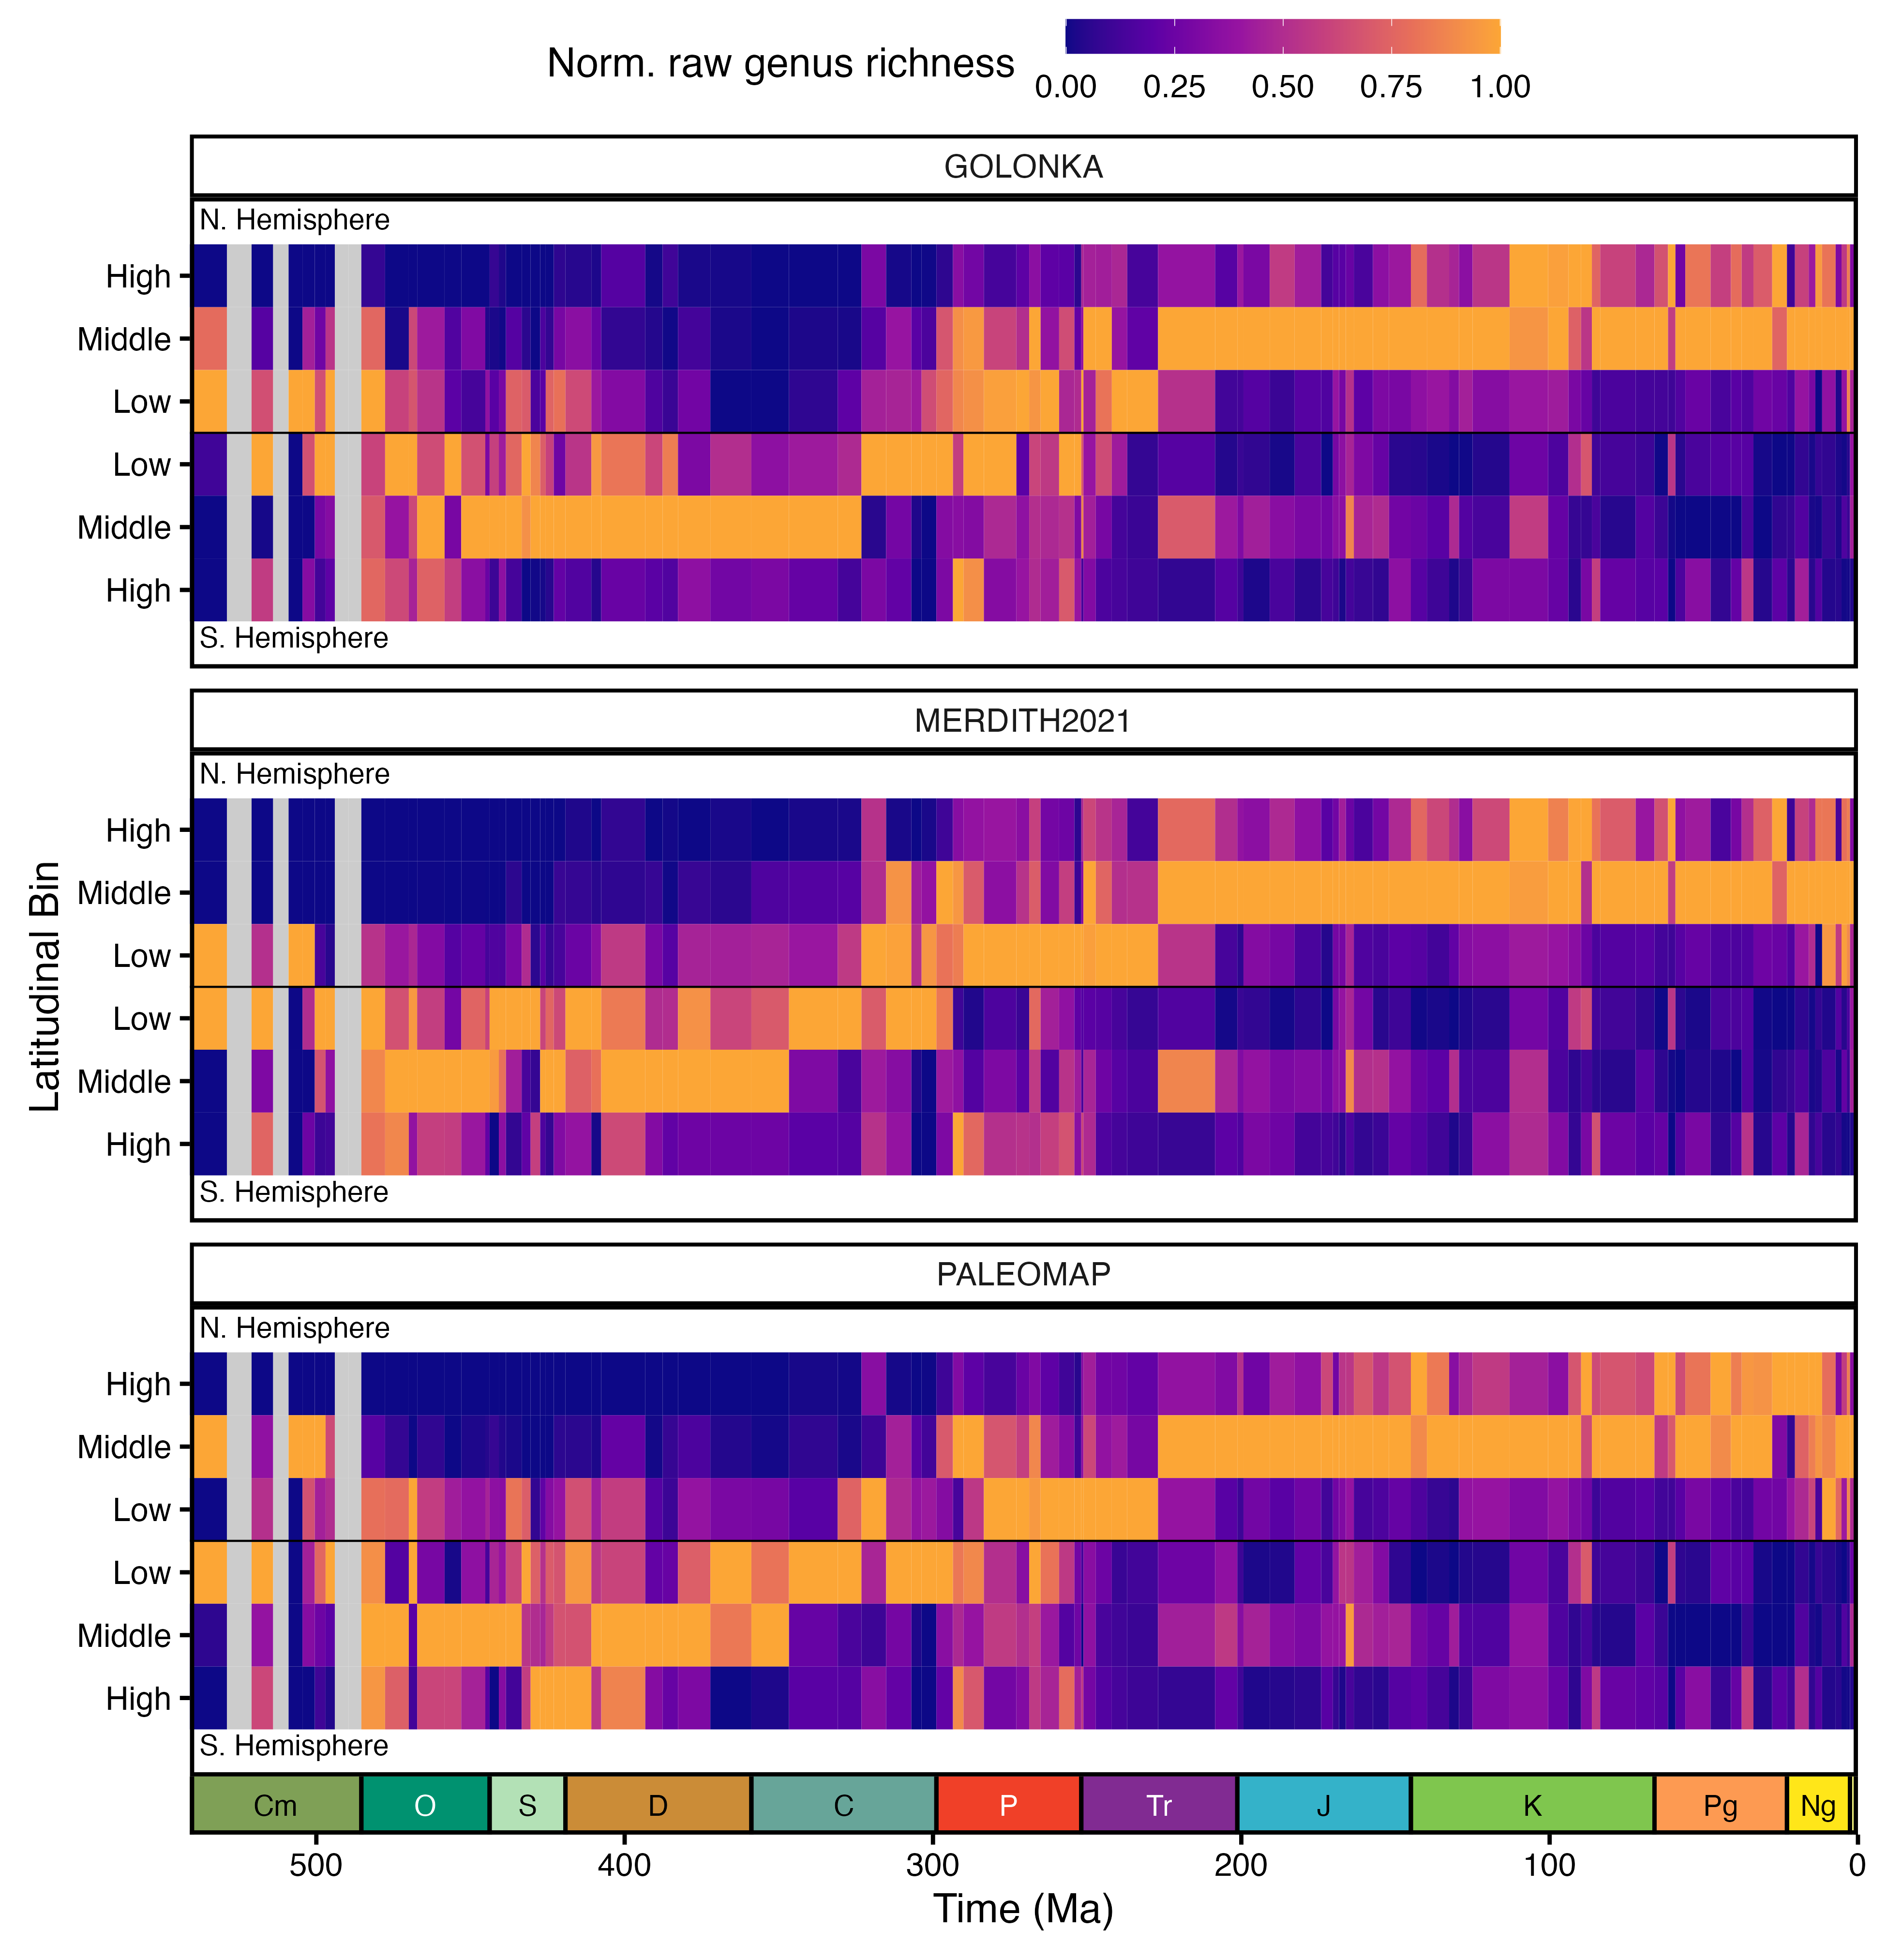 Norm. raw genus richness
0.00 0.25 0.50 0.75 1.00
GOLONKA
N. Hemisphere
High
Middle
Low
Low
Middle
High
S. Hemisphere
MERDITH2021
N. Hemisphere
High
Middle
Low
Low
Middle
High
S. Hemisphere
Latitudinal Bin
PALEOMAP
N. Hemisphere
High
Middle
Low
Low
Middle
High
S. Hemisphere
Cm O S D C P Tr J K Pg Ng
500 400 300 200 100 0
Time (Ma)